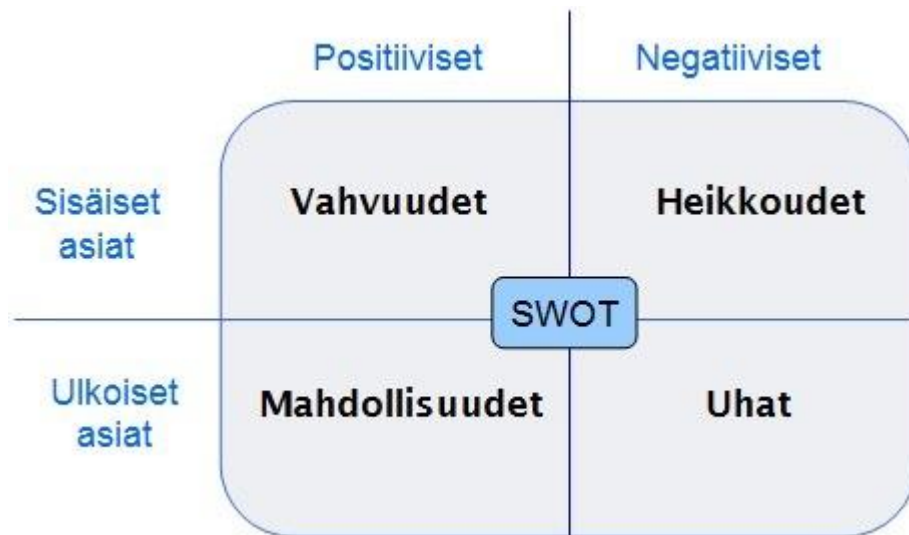 Positiiviset Negatiiviset
Sisäiset
asiat
Vahvuudet Heikkoudet
SWOT
Ulkoiset
asiat
Mahdollisuudet Uhat